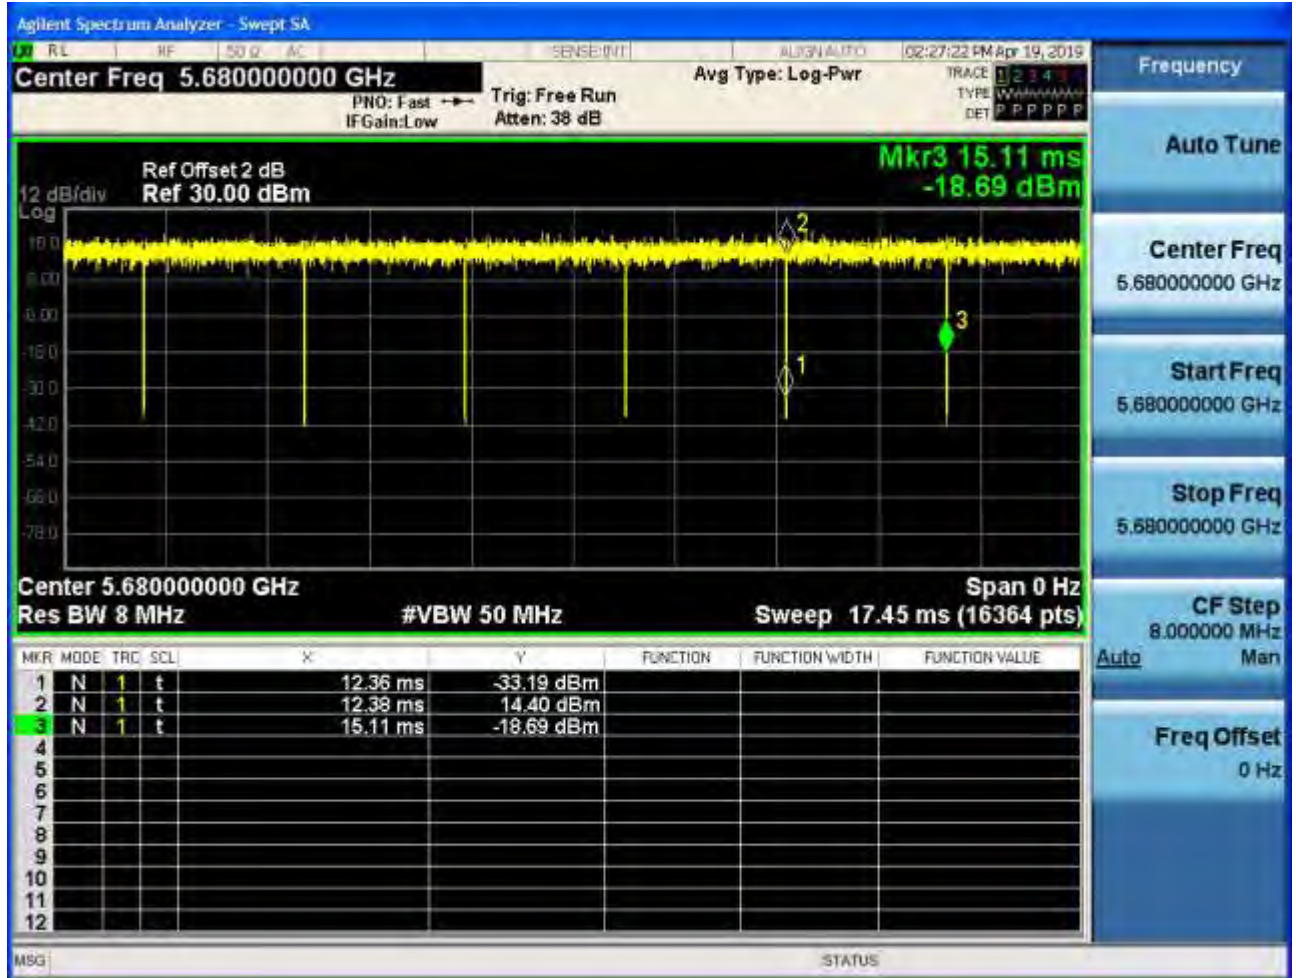 Agilent Spectrum Analyzer - Swept SA
RL RF 50 Ω AC SENSE:INT ALIGN AUTO 02:27:22 PM Apr 19, 2019
Center Freq 5.680000000 GHz
Avg Type: Log-Pwr
TRACE 1 2 3 4
PNO: Fast
Trig: Free Run
TYPE
IFGain:Low
Atten: 38 dB
DET P P P P P P
Frequency
Auto Tune
Mkr3 15.11 ms
-18.69 dBm
Ref Offset 2 dB
12 dB/div Ref 30.00 dBm
Log
18.0
6.00
-6.00
-18.0
-30.0
-42.0
-54.0
-66.0
-78.0
2
3
1
Center Freq
5.680000000 GHz
Start Freq
5.680000000 GHz
Stop Freq
5.680000000 GHz
CF Step
8.000000 MHz
Auto Man
Freq Offset
0 Hz
Center 5.680000000 GHz Span 0 Hz
Res BW 8 MHz #VBW 50 MHz Sweep 17.45 ms (16364 pts)
MKR MODE TRC SCL X Y FUNCTION FUNCTION WIDTH FUNCTION VALUE
1 N 1 t 12.36 ms -33.19 dBm
2 N 1 t 12.38 ms 14.40 dBm
3 N 1 t 15.11 ms -18.69 dBm
4
5
6
7
8
9
10
11
12
MSG STATUS